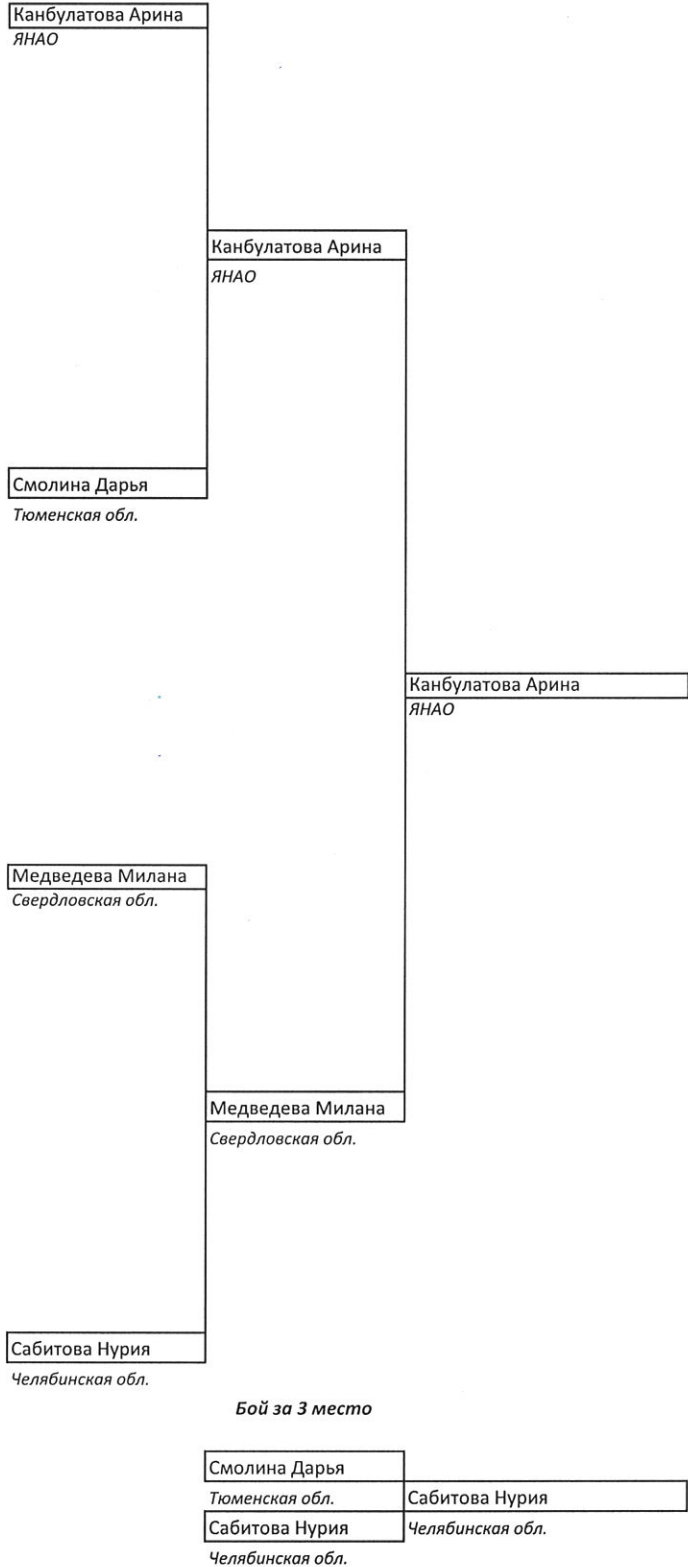 Канбулатова Арина
ЯНАО
Канбулатова Арина
ЯНАО
Смолина Дарья
Тюменская обл.
Канбулатова Арина
ЯНАО
Медведева Милана
Свердловская обл.
Медведева Милана
Свердловская обл.
Сабитова Нурия
Челябинская обл.
Бой за 3 место
Смолина Дарья
Тюменская обл.
Сабитова Нурия
Сабитова Нурия
Челябинская обл.
Челябинская обл.